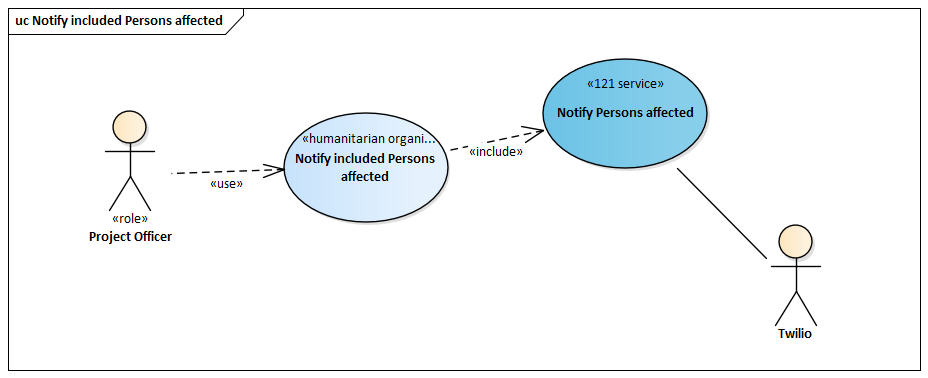 uc Notify included Persons affected
«121 service»
Notify Persons affected
«humanitarian organi...
Notify included Persons
affected
«include»
«use»
«role»
Project Officer
Twilio